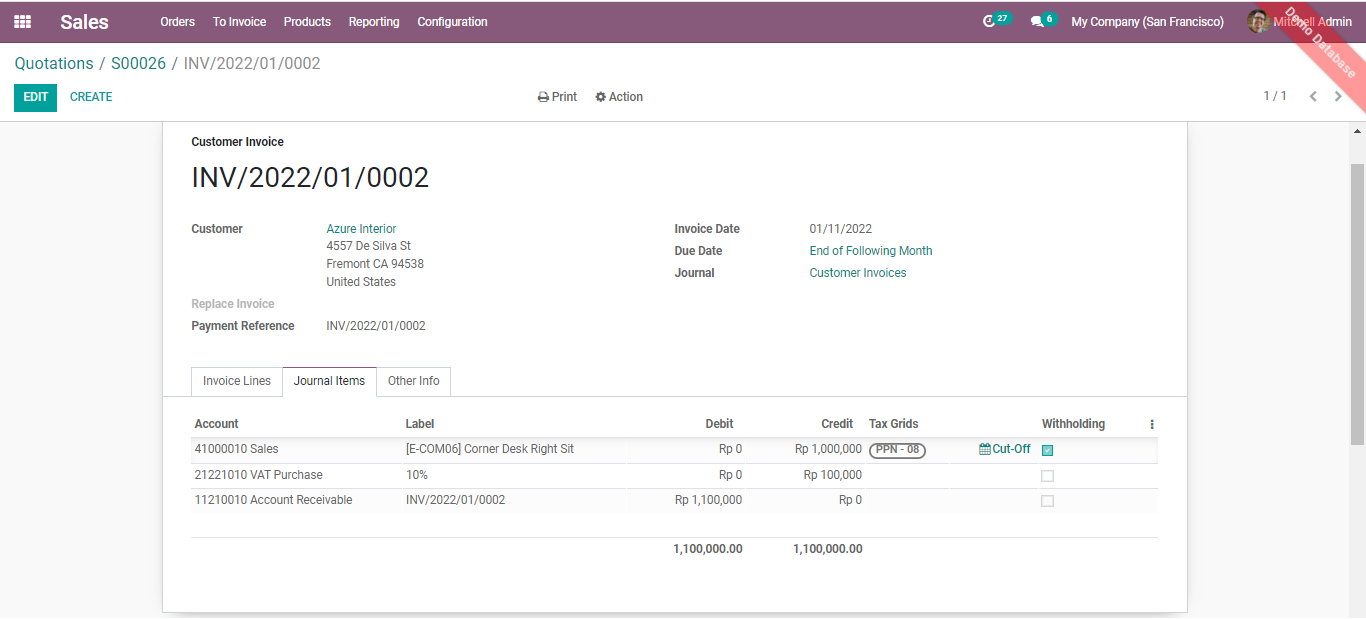 Sales Orders To Invoice Products Reporting Configuration 27 6 My Company (San Francisco) Mitchell Admin
Demo Database
Quotations / S00026 / INV/2022/01/0002
EDIT CREATE Print Action 1 / 1
Customer Invoice
INV/2022/01/0002
Customer Azure Interior Invoice Date 01/11/2022
4557 De Silva St
Due Date End of Following Month
Fremont CA 94538
Journal Customer Invoices
United States
Replace Invoice
Payment Reference INV/2022/01/0002
Invoice Lines Journal Items Other Info
Account Label Debit Credit Tax Grids Withholding
41000010 Sales [E-COM06] Corner Desk Right Sit Rp 0 Rp 1,000,000 PPN - 08 Cut-Off
21221010 VAT Purchase 10% Rp 0 Rp 100,000
11210010 Account Receivable INV/2022/01/0002 Rp 1,100,000 Rp 0
1,100,000.00 1,100,000.00